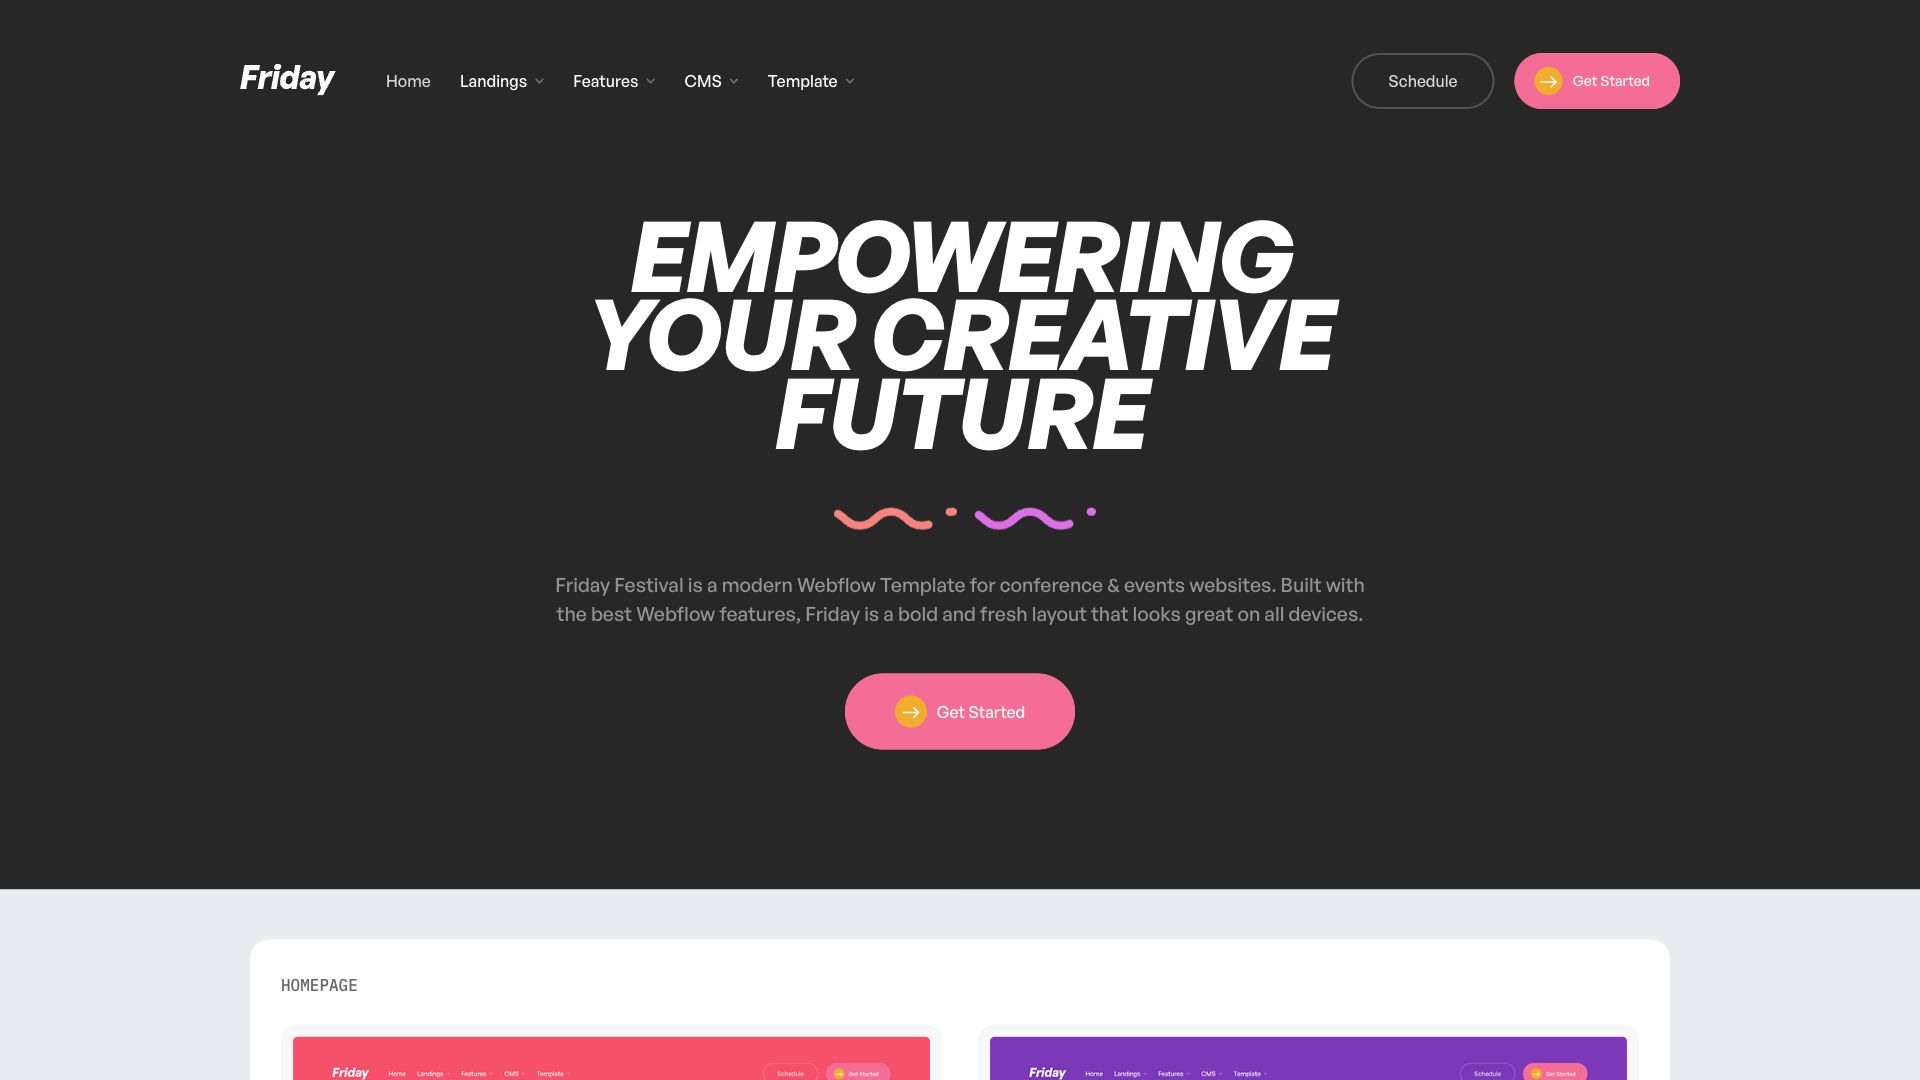 Friday
Home Landings Features CMS Template
Schedule
Get Started
EMPOWERING
YOUR CREATIVE
FUTURE
Friday Festival is a modern Webflow Template for conference & events websites. Built with
the best Webflow features, Friday is a bold and fresh layout that looks great on all devices.
Get Started
HOMEPAGE
Friday
Home Landings Features CMS Template
Schedule
Get Started
Friday
Home Landings Features CMS Template
Schedule
Get Started